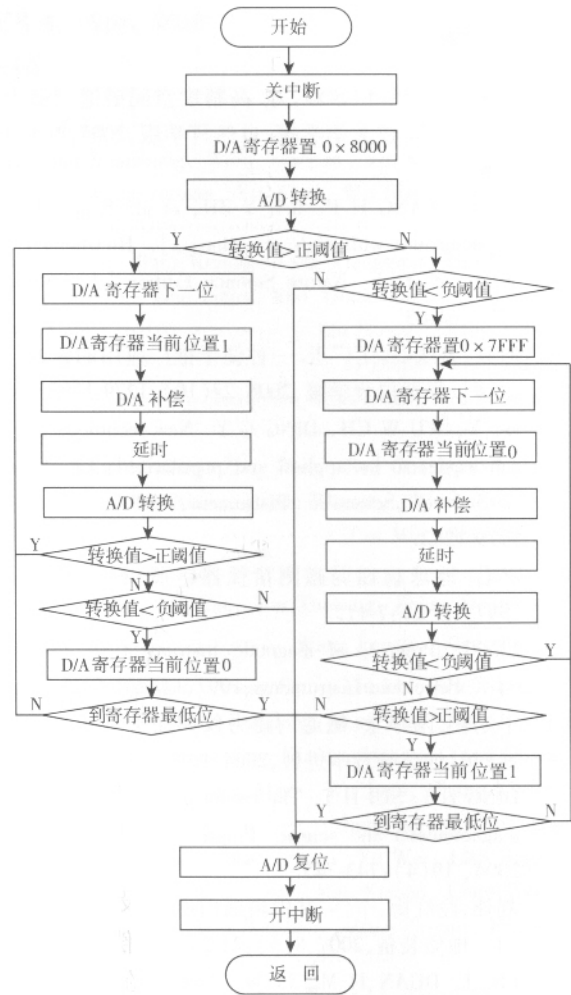 开始
关中断
D/A寄存器置 0×8000
A/D 转换
转换值>正阈值
Y
N
D/A 寄存器下一位
D/A 寄存器当前位置1
D/A 补偿
延时
A/D 转换
转换值>正阈值
Y
N
转换值<负阈值
N
Y
D/A 寄存器当前位置0
到寄存器最低位
N
Y
转换值<负阈值
N
Y
D/A 寄存器置0×7FFF
D/A 寄存器下一位
D/A 寄存器当前位置0
D/A 补偿
延时
A/D 转换
转换值<负阈值
Y
N
转换值>正阈值
N
Y
D/A 寄存器当前位置1
到寄存器最低位
Y
N
A/D 复位
开中断
返 回